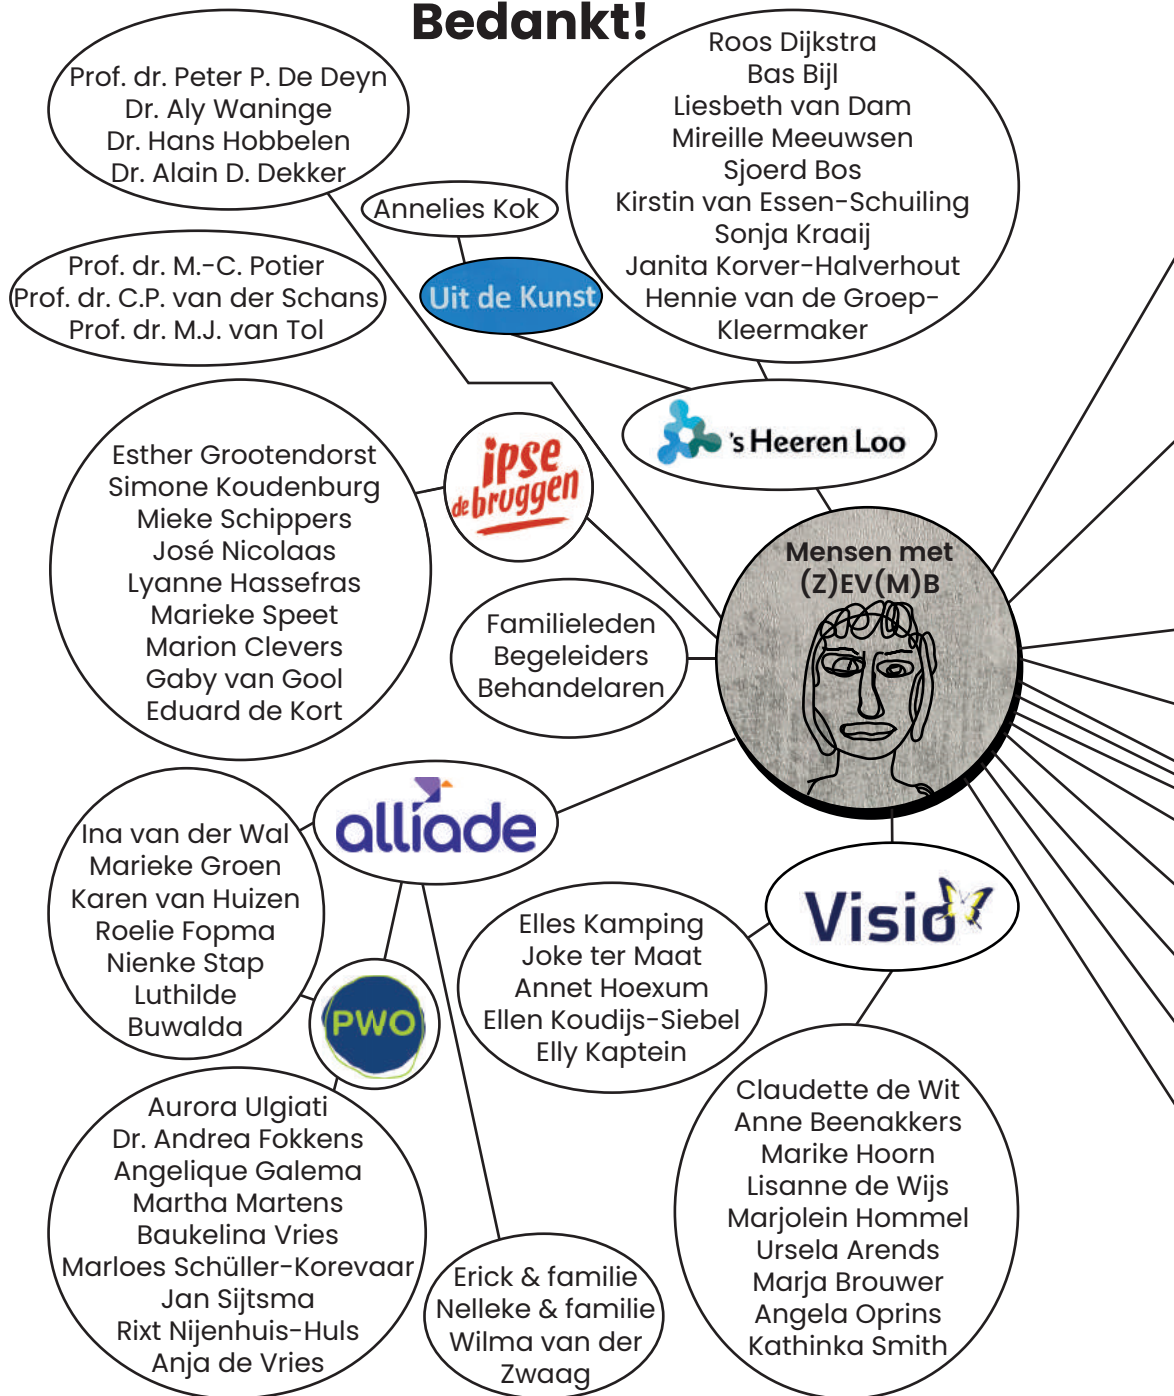 Bedankt!
Prof. dr. Peter P. De Deyn
Dr. Aly Waninge
Dr. Hans Hobbelen
Dr. Alain D. Dekker
Roos Dijkstra
Bas Bijl
Liesbeth van Dam
Mireille Meeuwsen
Sjoerd Bos
Kirstin van Essen-Schuiling
Sonja Kraaij
Janita Korver-Halverhout
Hennie van de Groep-
Kleermaker
Annelies Kok
Uit de Kunst
Prof. dr. M.-C. Potier
Prof. dr. C.P. van der Schans
Prof. dr. M.J. van Tol
's Heeren Loo
ipse
de bruggen
Esther Grootendorst
Simone Koudenburg
Mieke Schippers
José Nicolaas
Lyanne Hassefras
Marieke Speet
Marion Clevers
Gaby van Gool
Eduard de Kort
Mensen met
(Z)EV(M)B
Familieleden
Begeleiders
Behandelaren
alliade
Ina van der Wal
Marieke Groen
Karen van Huizen
Roelie Fopma
Nienke Stap
Luthilde
Buwalda
PWO
Visio
Elles Kamping
Joke ter Maat
Annet Hoexum
Ellen Koudijs-Siebel
Elly Kaptein
Aurora Ulgiati
Dr. Andrea Fokkens
Angelique Galema
Martha Martens
Baukelina Vries
Marloes Schüller-Korevaar
Jan Sijtsma
Rixt Nijenhuis-Huls
Anja de Vries
Erick & familie
Nelleke & familie
Wilma van der
Zwaag
Claudette de Wit
Anne Beenakkers
Marike Hoorn
Lisanne de Wijs
Marjolein Hommel
Ursela Arends
Marja Brouwer
Angela Oprins
Kathinka Smith